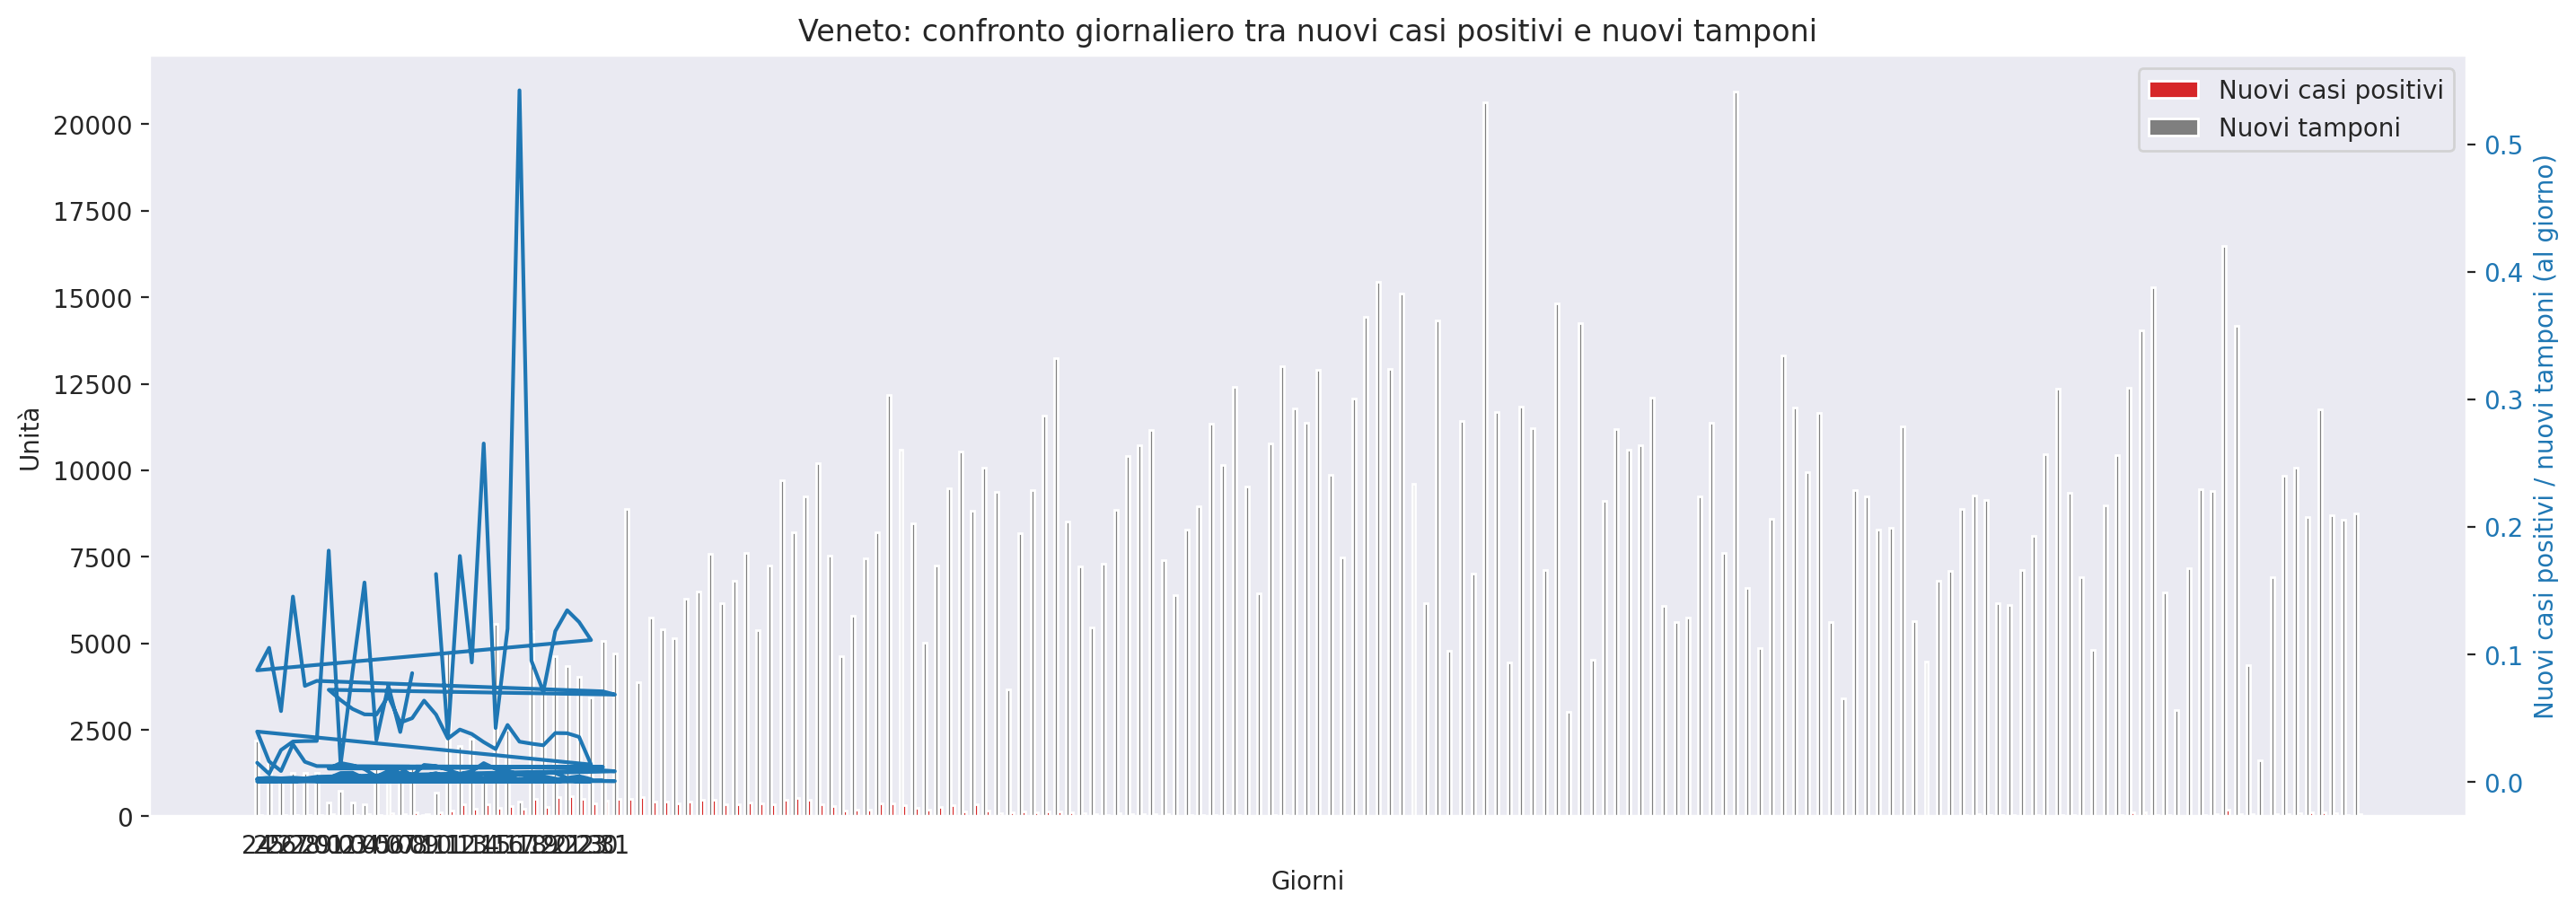 Veneto: confronto giornaliero tra nuovi casi positivi e nuovi tamponi
Nuovi casi positivi
Nuovi tamponi
20000
17500
15000
12500
10000
7500
5000
2500
0
Unità
0.5
0.4
0.3
0.2
0.1
0.0
Nuovi casi positivi / nuovi tamponi (al giorno)
Giorni